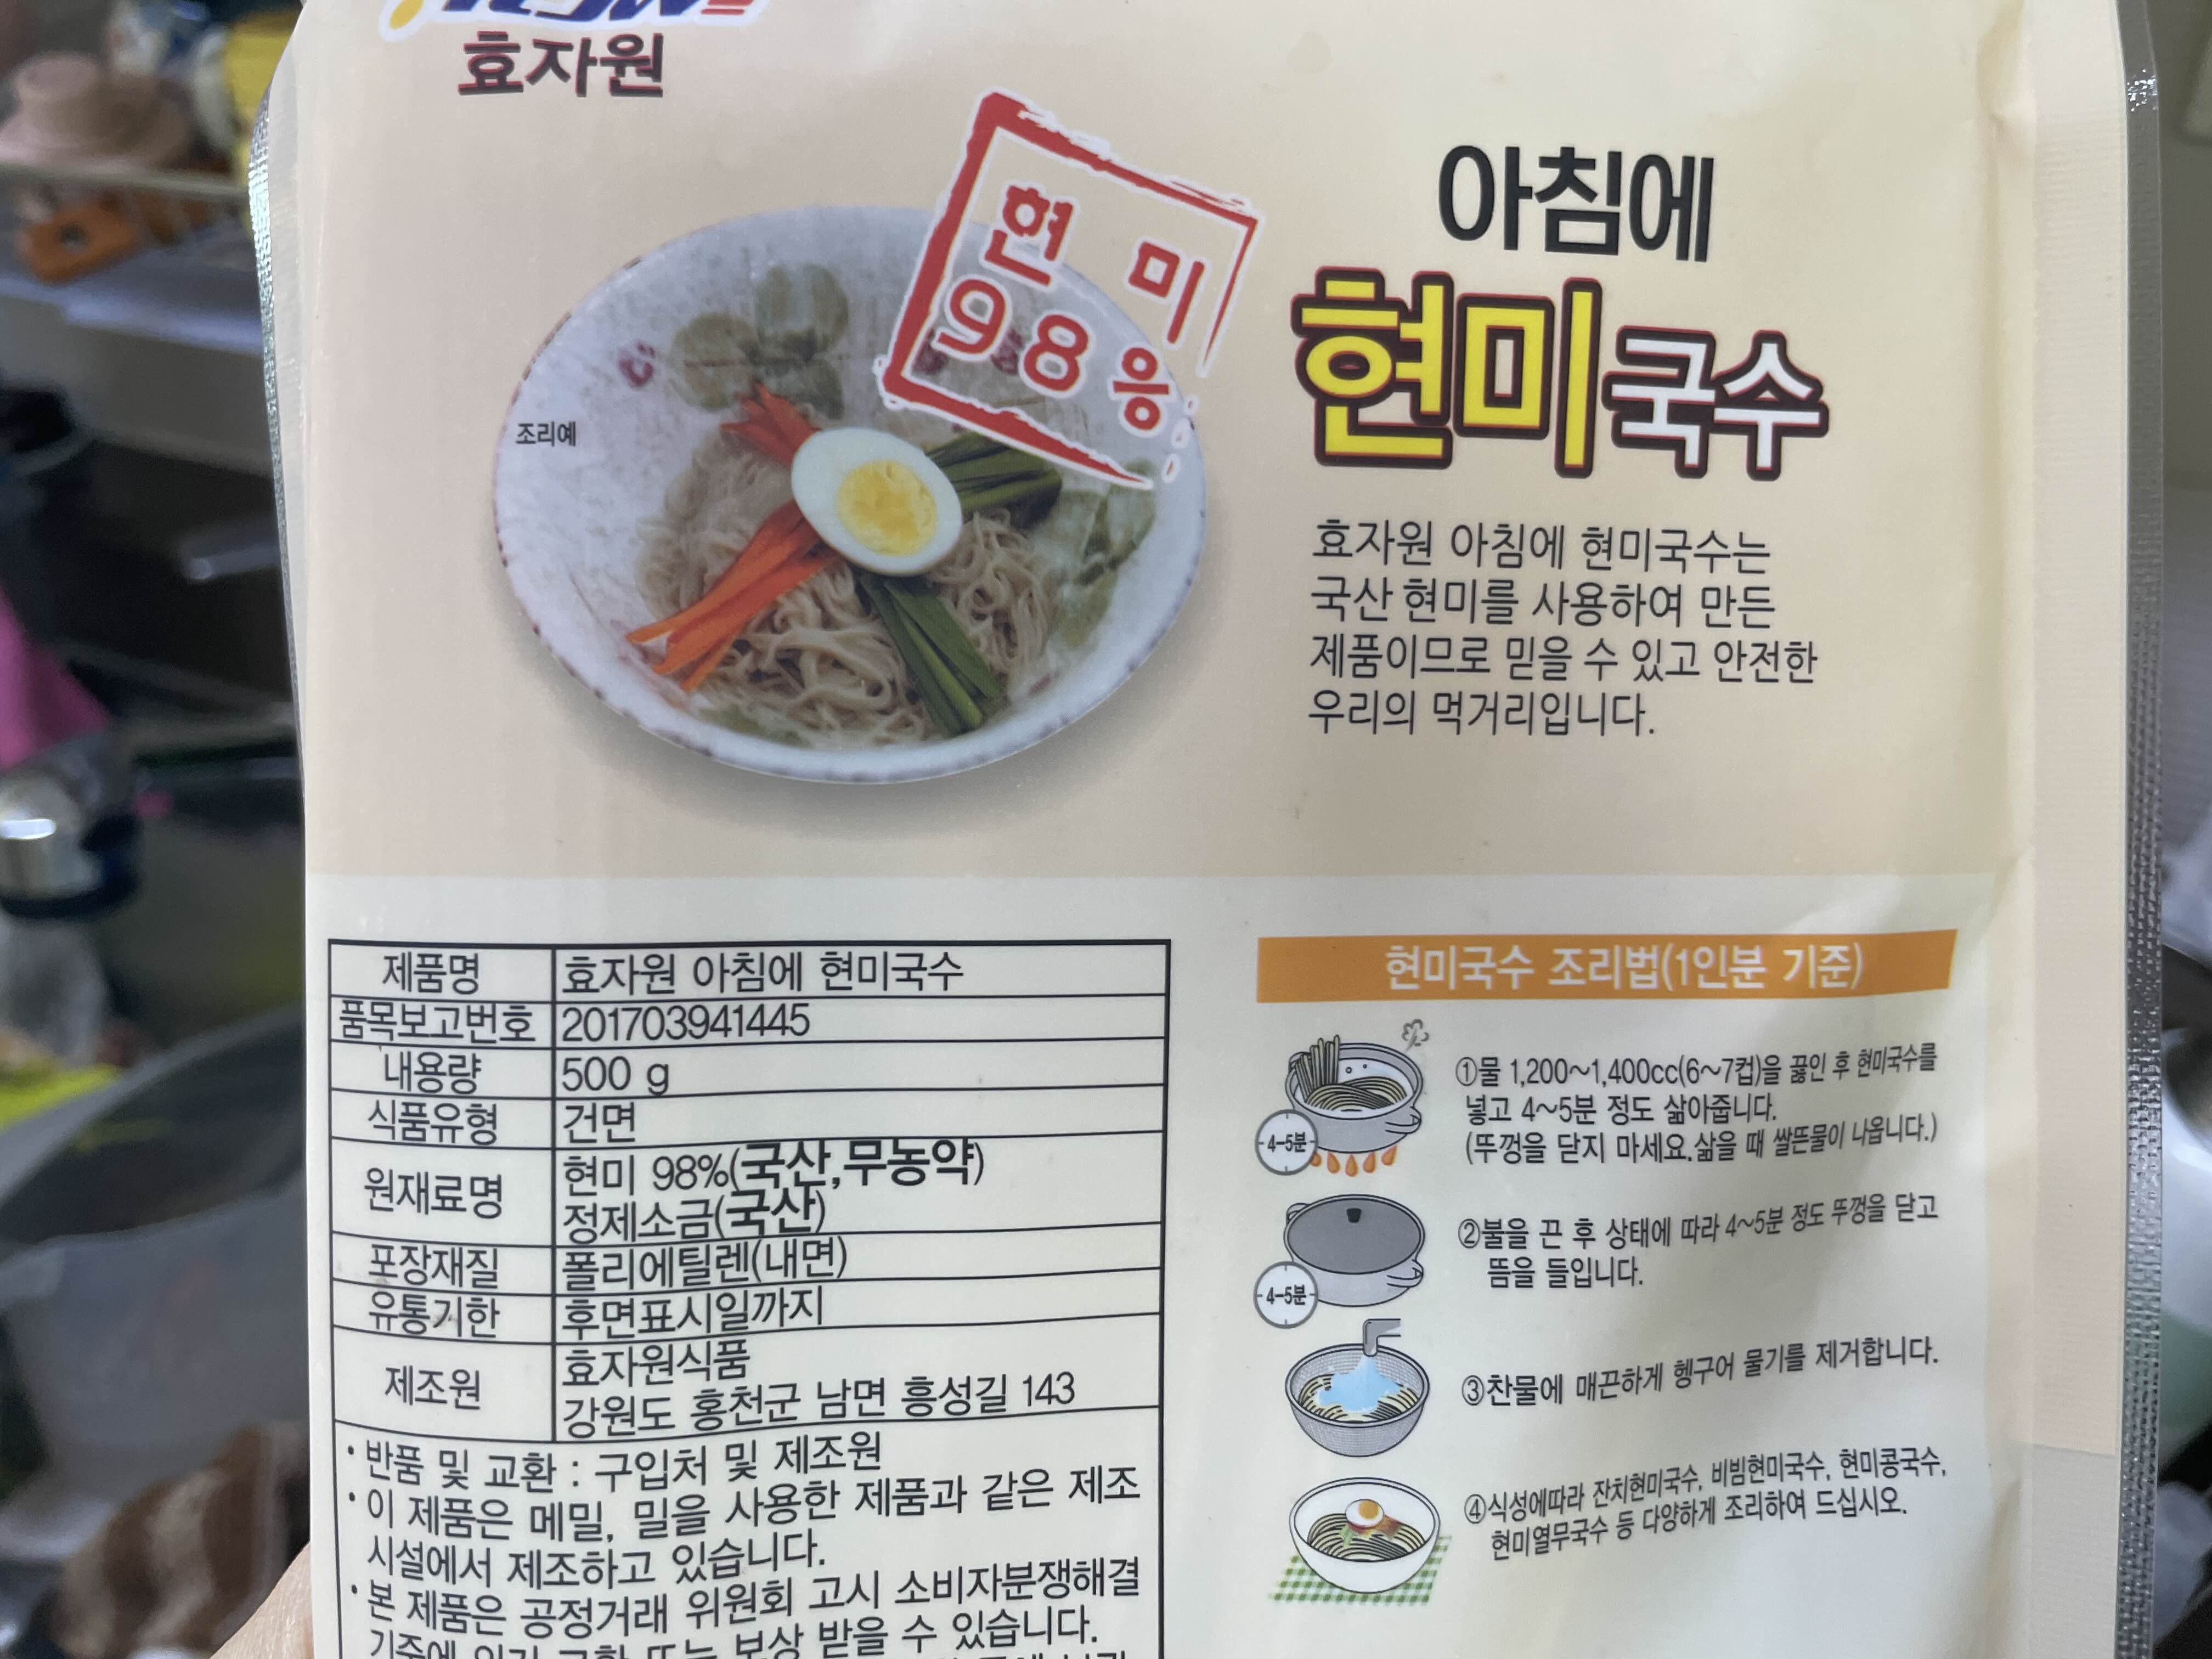 효자원
현 미
98%
아침에
현미국수
조리예
효자원 아침에 현미국수는
국산 현미를 사용하여 만든
제품이므로 믿을 수 있고 안전한
우리의 먹거리입니다.
제품명 효자원 아침에 현미국수
품목보고번호 201703941445
내용량 500 g
식품유형 건면
원재료명 현미 98%(국산,무농약)
정제소금(국산)
포장재질 폴리에틸렌(내면)
유통기한 후면표시일까지
제조원 효자원식품
강원도 홍천군 남면 흥성길 143
• 반품 및 교환 : 구입처 및 제조원
• 이 제품은 메밀, 밀을 사용한 제품과 같은 제조
시설에서 제조하고 있습니다.
• 본 제품은 공정거래 위원회 고시 소비자분쟁해결
기준에 교환 또는 보상 받을 수 있습니다.
현미국수 조리법(1인분 기준)
①물 1,200~1,400cc(6~7컵)을 끓인 후 현미국수를
넣고 4~5분 정도 삶아줍니다.
(뚜껑을 닫지 마세요.삶을 때 쌀뜬물이 나옵니다.)
4-5분
②불을 끈 후 상태에 따라 4~5분 정도 뚜껑을 닫고
뜸을 들입니다.
4-5분
③찬물에 매끈하게 헹구어 물기를 제거합니다.
④식성에따라 잔치현미국수, 비빔현미국수, 현미콩국수,
현미열무국수 등 다양하게 조리하여 드십시오.